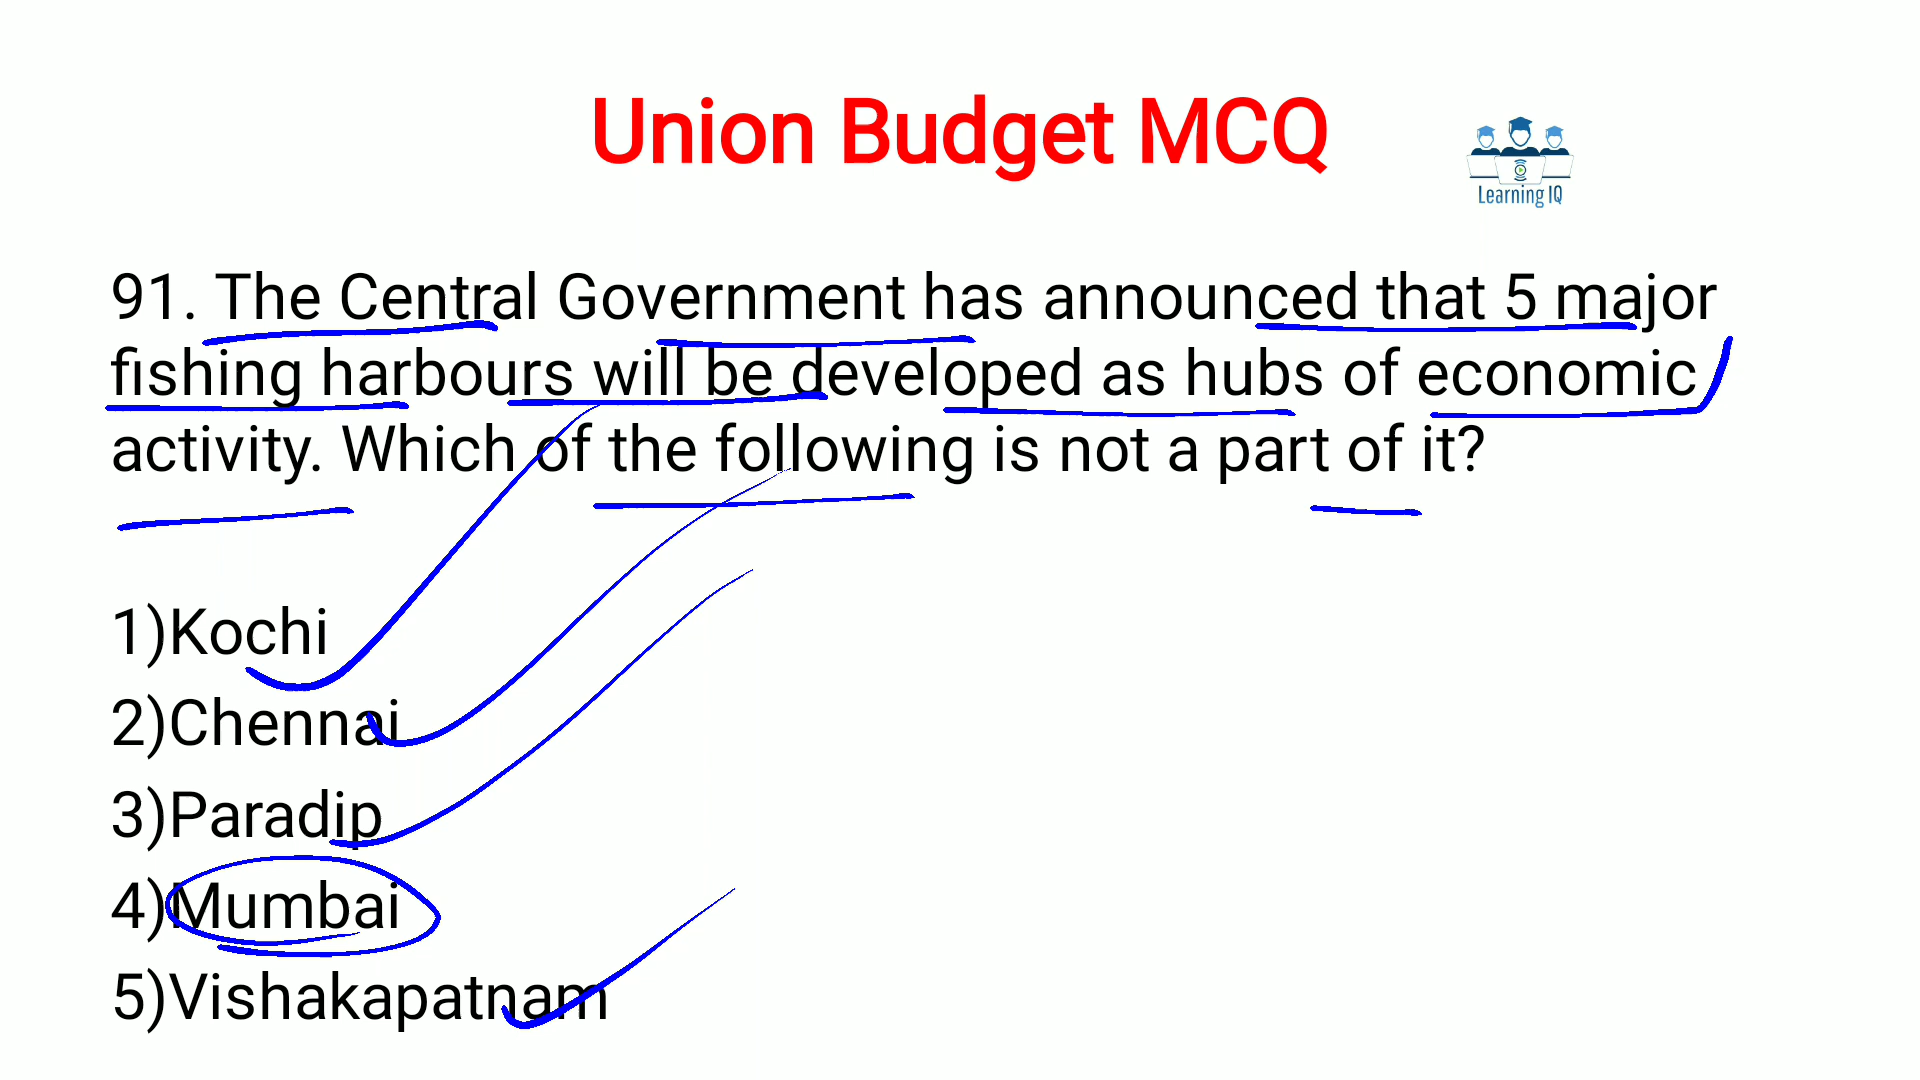 Union Budget MCQ
Learning IQ
91. The Central Government has announced that 5 major
fishing harbours will be developed as hubs of economic
activity. Which of the following is not a part of it?
1)Kochi
2)Chennai
3)Paradip
4)Mumbai
5)Vishakapatnam